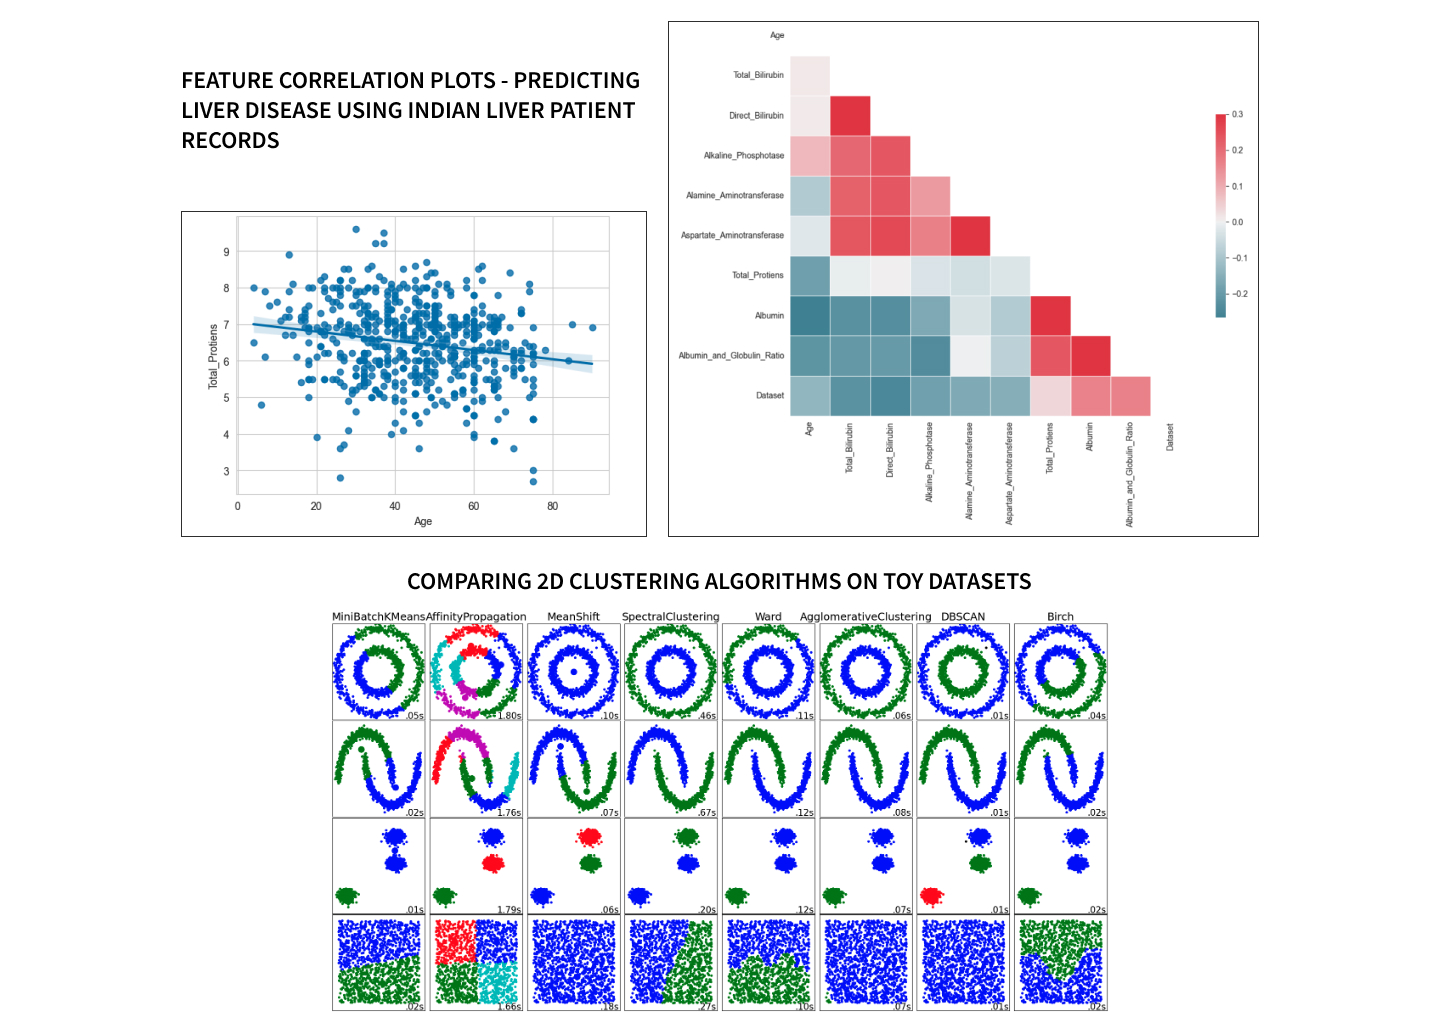 FEATURE CORRELATION PLOTS - PREDICTING
LIVER DISEASE USING INDIAN LIVER PATIENT
RECORDS
9
8
7
6
5
4
3
Total_Protiens
0 20 40 60 80
Age
Age
Total_Bilirubin
Direct_Bilirubin
Alkaline_Phosphotase
Alamine_Aminotransferase
Aspartate_Aminotransferase
Total_Protiens
Albumin
Albumin_and_Globulin_Ratio
Dataset
Age
Total_Bilirubin
Direct_Bilirubin
Alkaline_Phosphotase
Alamine_Aminotransferase
Aspartate_Aminotransferase
Total_Protiens
Albumin
Albumin_and_Globulin_Ratio
Dataset
0.3
0.2
0.1
0.0
−0.1
−0.2
COMPARING 2D CLUSTERING ALGORITHMS ON TOY DATASETS
MiniBatchKMeans AffinityPropagation MeanShift SpectralClustering Ward AgglomerativeClustering DBSCAN Birch
.05s 1.80s .10s .46s .11s .06s .01s .04s
.02s 1.76s .07s .67s .12s .08s .01s .02s
.01s 1.79s .06s .20s .12s .07s .01s .02s
.02s 1.66s .18s .27s .10s .07s .01s .02s